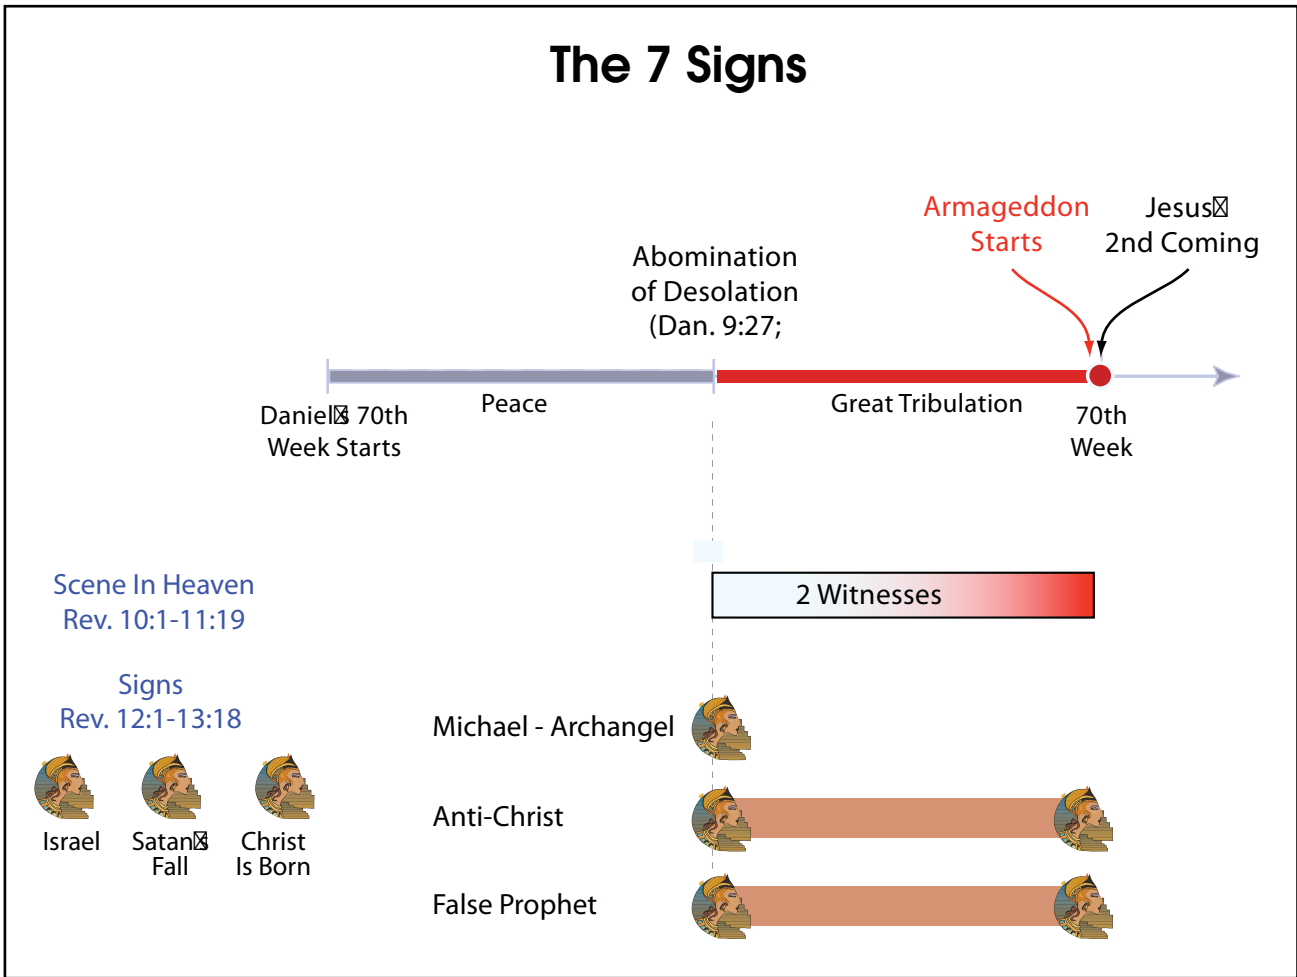 The 7 Signs
Armageddon
Starts
Jesus
2nd Coming
Abomination
of Desolation
(Dan. 9:27;
Peace
Great Tribulation
Daniel s 70th
Week Starts
70th
Week
Scene In Heaven
Rev. 10:1-11:19
2 Witnesses
Signs
Rev. 12:1-13:18
Israel
Satan s
Fall
Christ
Is Born
Michael - Archangel
Anti-Christ
False Prophet